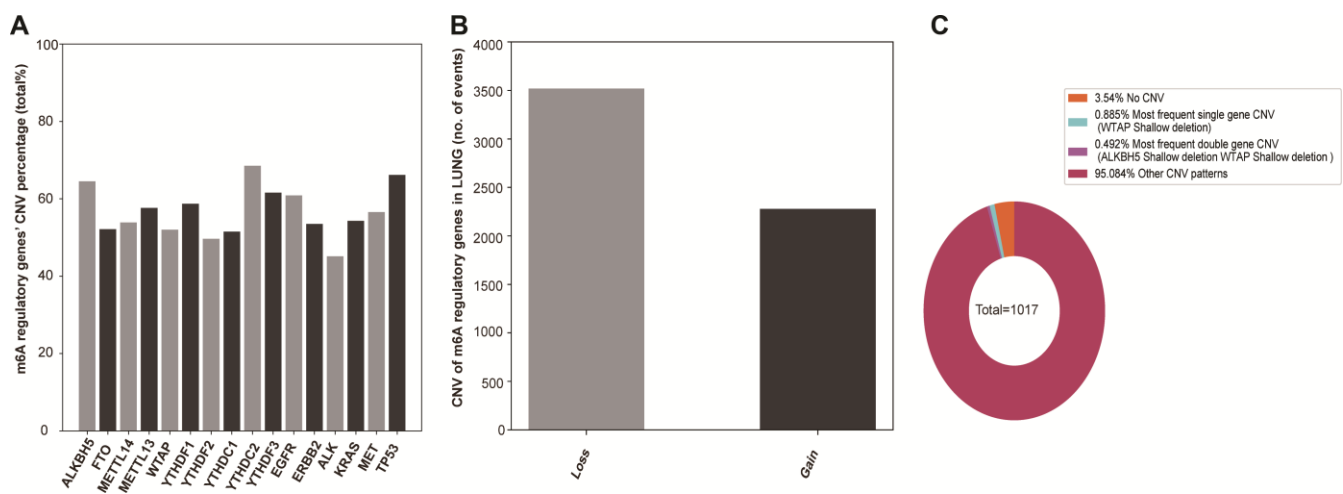 A
m6A regulatory genes' CNV percentage (total%)
100
80
60
40
20
0
ALKBH5
FTO
METTL14
METTL13
WTAP
YTHDF1
YTHDF2
YTHDC1
YTHDC2
YTHDF3
EGFR
ERBB2
ALK
KRAS
MET
TP53
B
CNV of m6A regulatory genes in LUNG (no. of events)
4000
3500
3000
2500
2000
1500
1000
500
0
Loss
Gain
C
3.54% No CNV
0.885% Most frequent single gene CNV
(WTAP Shallow deletion)
0.492% Most frequent double gene CNV
(ALKBH5 Shallow deletion WTAP Shallow deletion )
95.084% Other CNV patterns
Total=1017